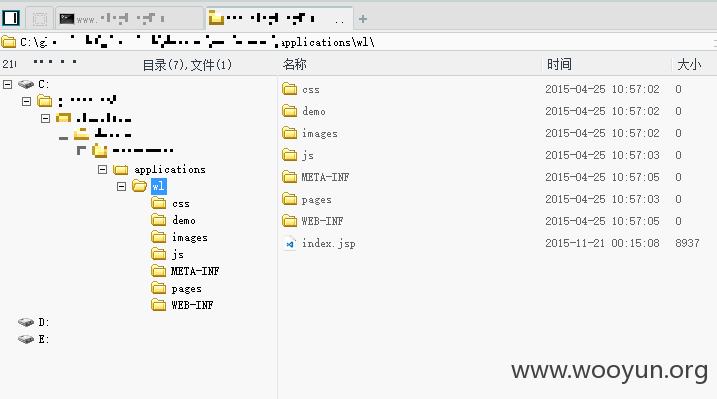 www.
..
C:\g applications\wl\
目录(7),文件(1)
名称 时间 大小
C:
applications
wl
css
demo
images
js
META-INF
pages
WEB-INF
D:
E:
css 2015-04-25 10:57:02 0
demo 2015-04-25 10:57:02 0
images 2015-04-25 10:57:02 0
js 2015-04-25 10:57:03 0
META-INF 2015-04-25 10:57:05 0
pages 2015-04-25 10:57:03 0
WEB-INF 2015-04-25 10:57:05 0
index.jsp 2015-11-21 00:15:08 8937
www.wooyun.org